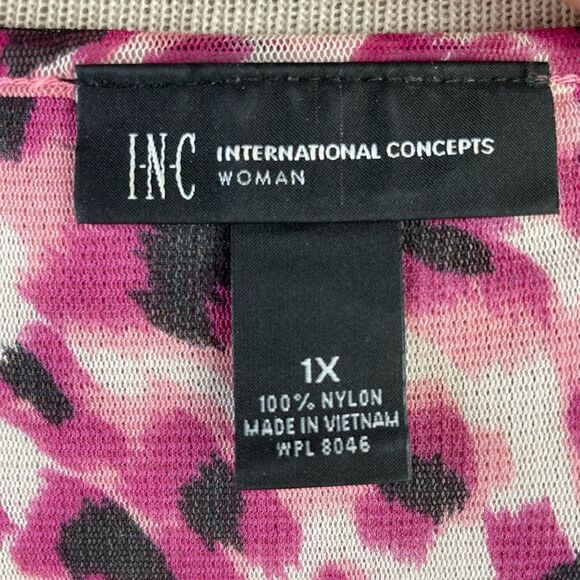 I·N·C INTERNATIONAL CONCEPTS
WOMAN
1X
100% NYLON
MADE IN VIETNAM
WPL 8046